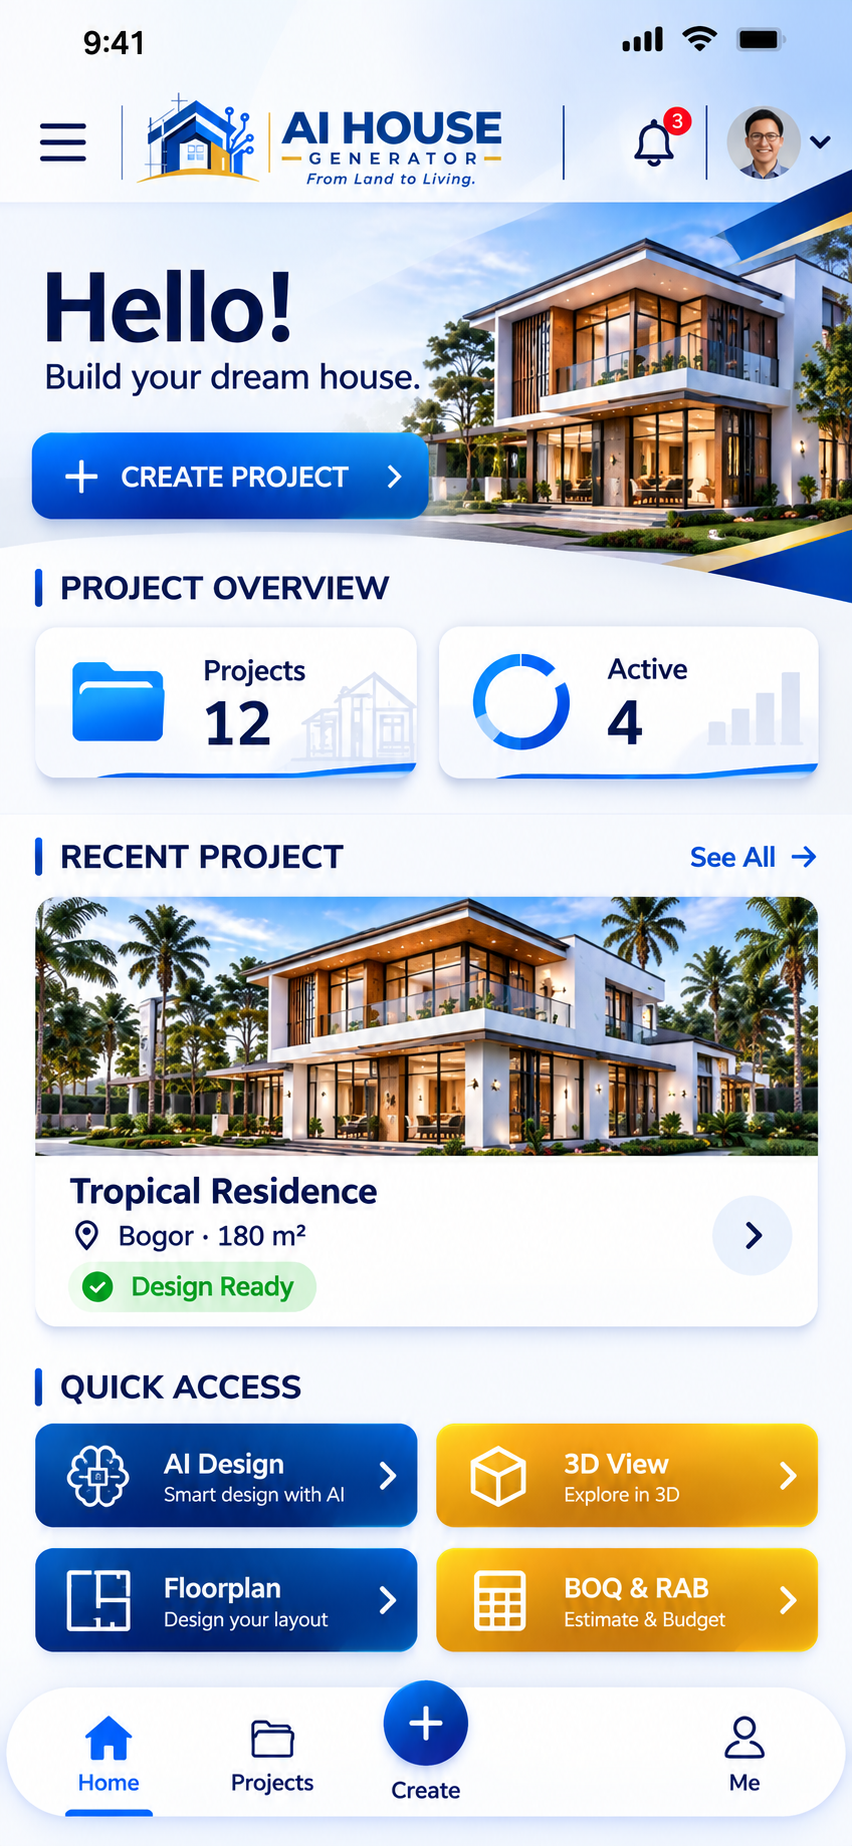 9:41
AI HOUSE
GENERATOR
From Land to Living.
3
Hello!
Build your dream house.
CREATE PROJECT
PROJECT OVERVIEW
Projects
12
Active
4
RECENT PROJECT
See All
Tropical Residence
Bogor · 180 m²
Design Ready
QUICK ACCESS
AI Design
Smart design with AI
3D View
Explore in 3D
Floorplan
Design your layout
BOQ & RAB
Estimate & Budget
Home
Projects
Create
Me